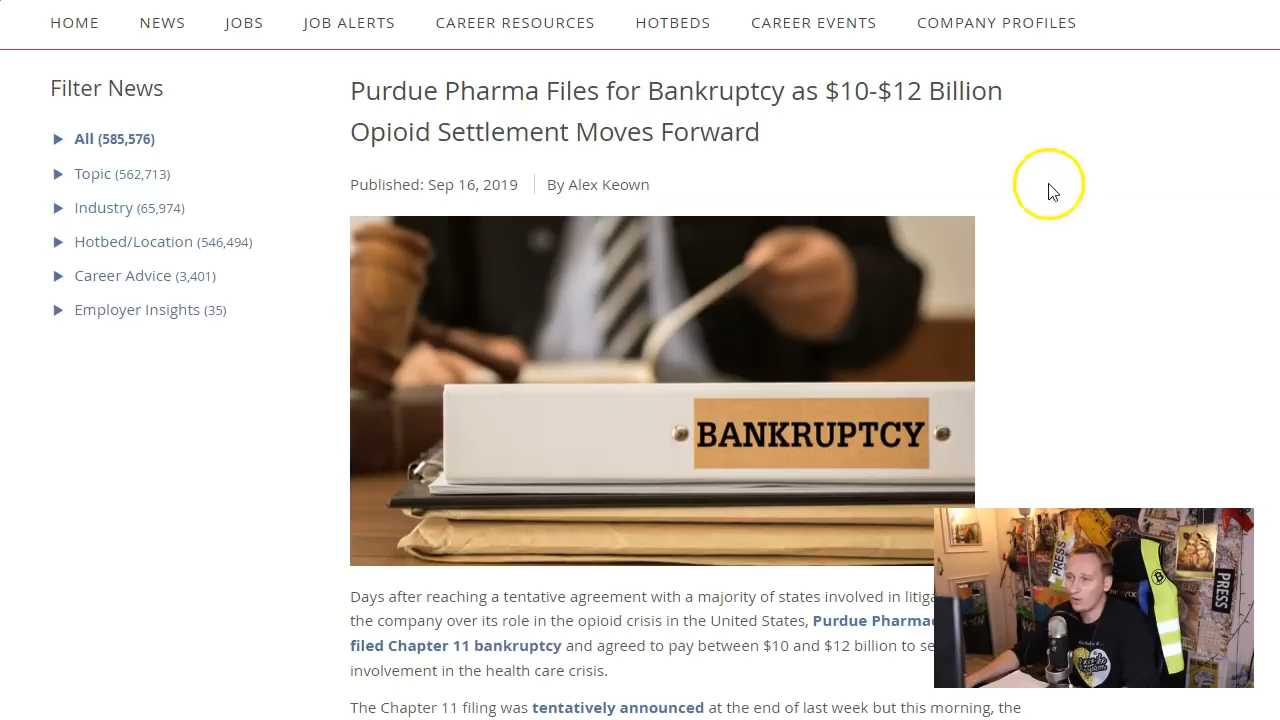 HOME NEWS JOBS JOB ALERTS CAREER RESOURCES HOTBEDS CAREER EVENTS COMPANY PROFILES
Filter News
All (585,576)
Topic (562,713)
Industry (65,974)
Hotbed/Location (546,494)
Career Advice (3,401)
Employer Insights (35)
Purdue Pharma Files for Bankruptcy as $10-$12 Billion
Opioid Settlement Moves Forward
Published: Sep 16, 2019 By Alex Keown
BANKRUPTCY
Days after reaching a tentative agreement with a majority of states involved in
the company over its role in the opioid crisis in the United States, Purdue
filed Chapter 11 bankruptcy and agreed to pay between $10 and $12 billion to
involvement in the health care crisis.
The Chapter 11 filing was tentatively announced at the end of last week but this morning, the
PRESS
PRESS